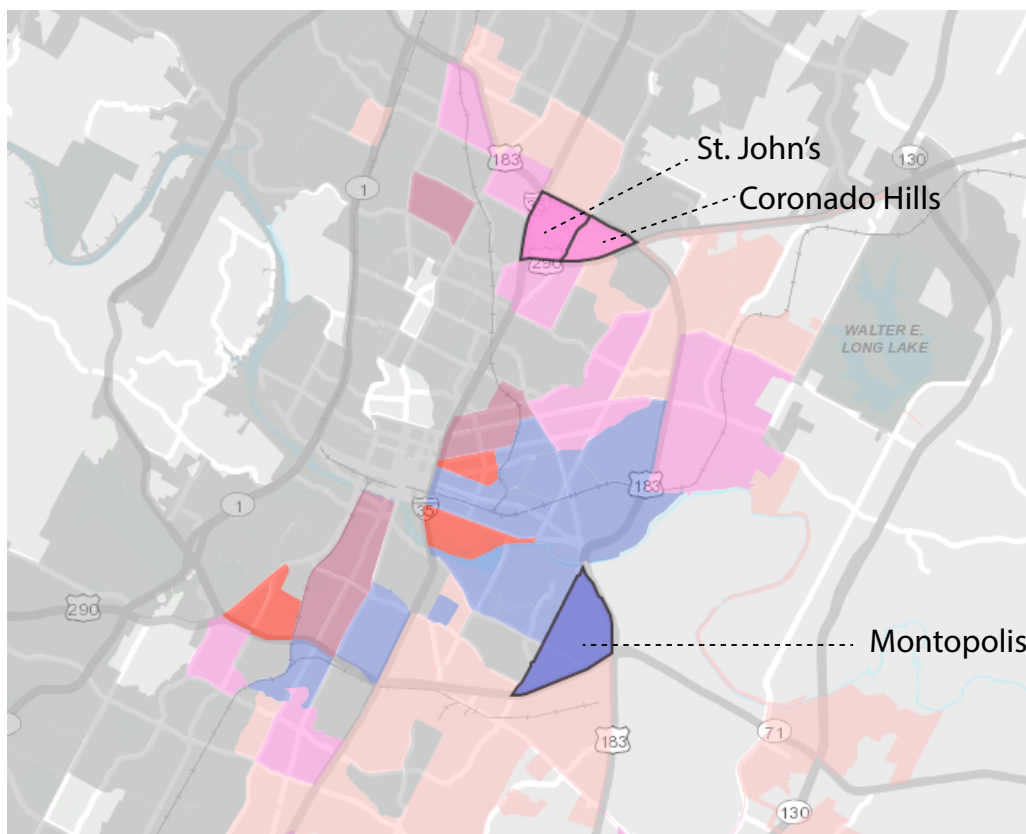 St. John's
183
130
1
Coronado Hills
290
WALTER E.
LONG LAKE
183
1
35
290
Montopolis
71
183
130